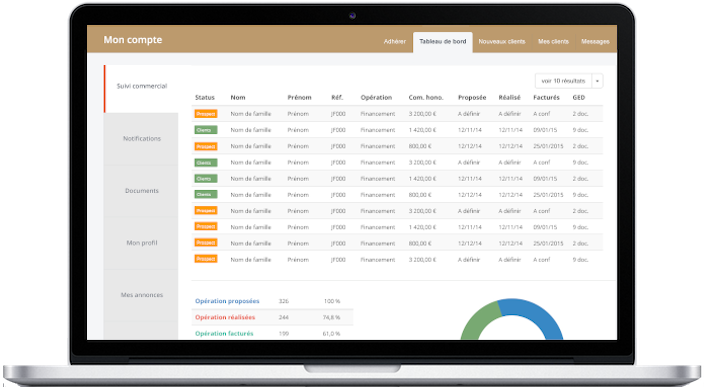 Mon compte
Adhérer Tableau de bord Nouveaux clients Mes clients Messages
Suivi commercial
Notifications
Documents
Mon profil
Mes annonces
voir 10 résultats
Status Nom Prénom Réf. Opération Com. hono. Proposée Réalisé Facturés GED
Prospect Nom de famille Prénom JF000 Financement 3 200,00 € A définir A définir A conf 2 doc.
Clients Nom de famille Prénom JF000 Financement 1 420,00 € 12/11/14 12/11/14 09/01/15 9 doc.
Prospect Nom de famille Prénom JF000 Financement 800,00 € 12/12/14 12/12/14 25/01/2015 2 doc.
Clients Nom de famille Prénom JF000 Financement 3 200,00 € A définir A définir A conf 9 doc.
Clients Nom de famille Prénom JF000 Financement 1 420,00 € 12/11/14 12/11/14 09/01/15 2 doc.
Clients Nom de famille Prénom JF000 Financement 800,00 € 12/12/14 12/12/14 25/01/2015 9 doc.
Prospect Nom de famille Prénom JF000 Financement 3 200,00 € A définir A définir A conf 2 doc.
Prospect Nom de famille Prénom JF000 Financement 1 420,00 € 12/11/14 12/11/14 09/01/15 9 doc.
Prospect Nom de famille Prénom JF000 Financement 800,00 € 12/12/14 12/12/14 25/01/2015 2 doc.
Prospect Nom de famille Prénom JF000 Financement 3 200,00 € A définir A définir A conf 9 doc.
Opération proposées 326 100 %
Opération réalisées 244 74,8 %
Opération facturés 199 61,0 %